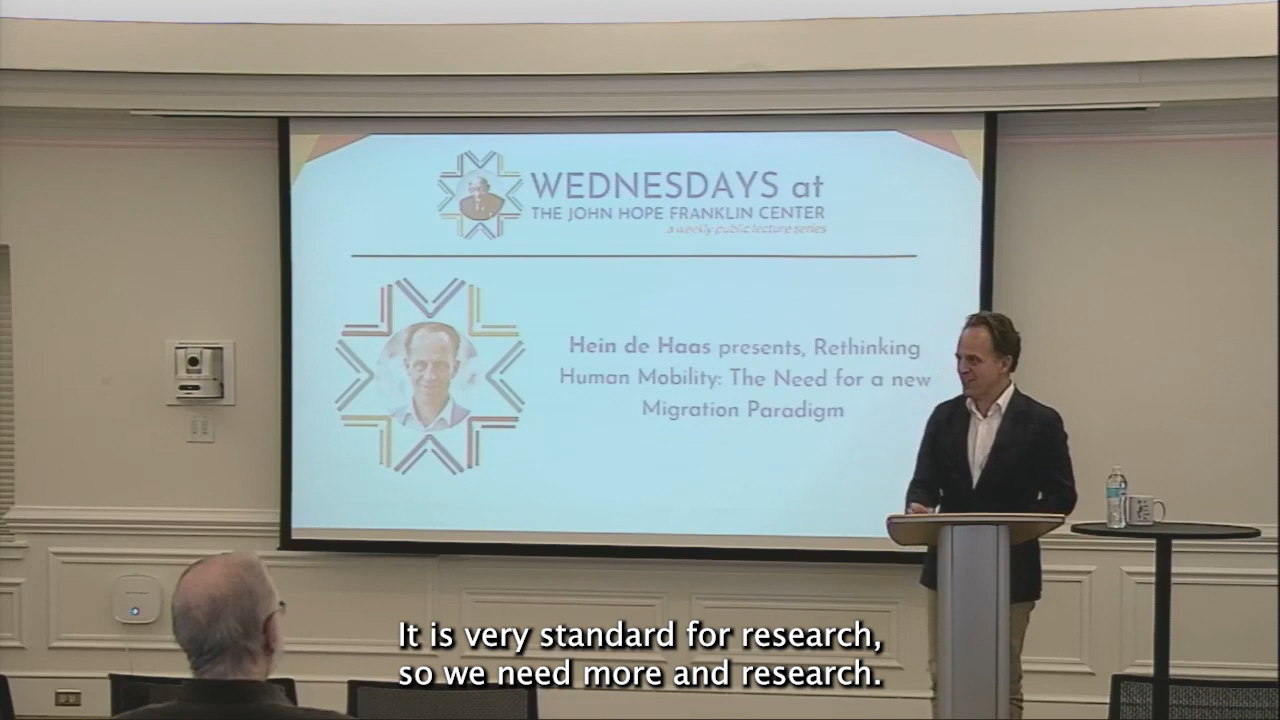 WEDNESDAYS at
THE JOHN HOPE FRANKLIN CENTER
a weekly public lecture series
Hein de Haas presents, Rethinking
Human Mobility: The Need for a new
Migration Paradigm
It is very standard for research,
so we need more and research.